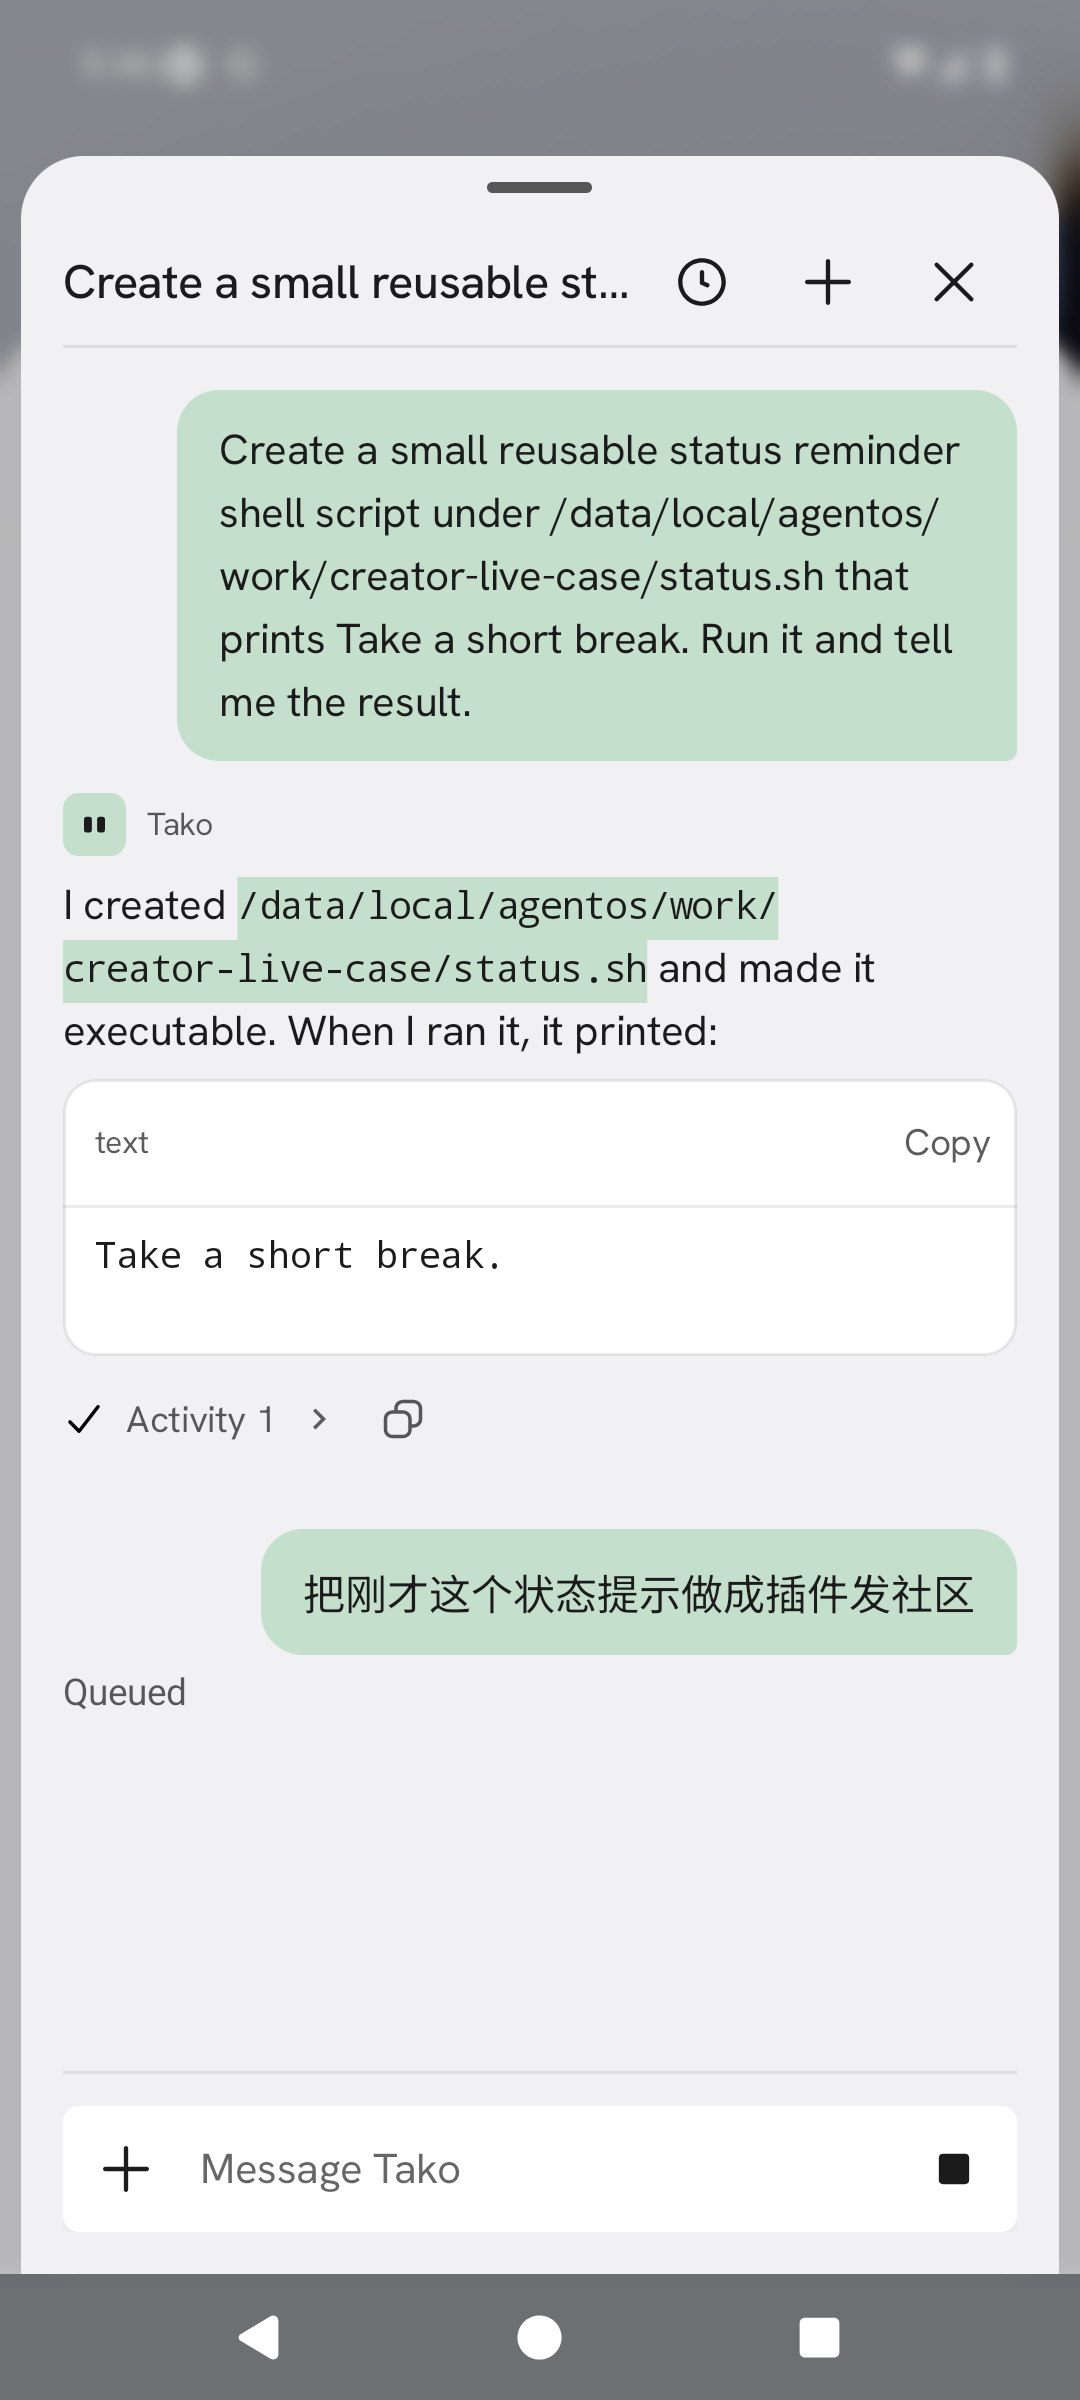 Create a small reusable st...
Create a small reusable status reminder
shell script under /data/local/agentos/
work/creator-live-case/status.sh that
prints Take a short break. Run it and tell
me the result.
Tako
I created /data/local/agentos/work/
creator-live-case/status.sh and made it
executable. When I ran it, it printed:
text
Copy
Take a short break.
Activity 1
把刚才这个状态提示做成插件发社区
Queued
Message Tako